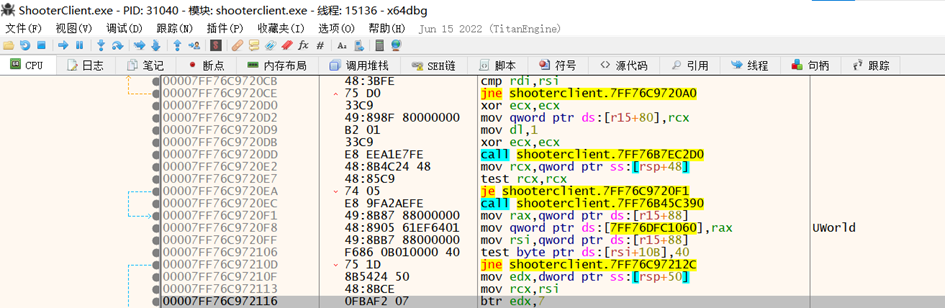 ShooterClient.exe - PID: 31040 - 模块: shooterclient.exe - 线程: 15136 - x64dbg
文件(F) 视图(V) 调试(D) 跟踪(N) 插件(P) 收藏夹(I) 选项(O) 帮助(H) Jun 15 2022 (TitanEngine)
CPU 日志 笔记 断点 内存布局 调用堆栈 SEH链 脚本 符号 源代码 引用 线程 句柄 跟踪
00007FF76C9720CB 48:3BFE cmp rdi,rsi
00007FF76C9720CE 75 D0 jne shooterclient.7FF76C9720A0
00007FF76C9720D0 33C9 xor ecx,ecx
00007FF76C9720D2 49:898F 80000000 mov qword ptr ds:[r15+80],rcx
00007FF76C9720D9 B2 01 mov dl,1
00007FF76C9720DB 33C9 xor ecx,ecx
00007FF76C9720DD E8 EEA1E7FE call shooterclient.7FF76B7EC2D0
00007FF76C9720E2 48:8B4C24 48 mov rcx,qword ptr ss:[rsp+48]
00007FF76C9720E7 48:85C9 test rcx,rcx
00007FF76C9720EA 74 05 je shooterclient.7FF76C9720F1
00007FF76C9720EC E8 9FA2AEFE call shooterclient.7FF76B45C390
00007FF76C9720F1 49:8B87 88000000 mov rax,qword ptr ds:[r15+88]
00007FF76C9720F8 48:8905 61EF6401 mov qword ptr ds:[7FF76DFC1060],rax UWorld
00007FF76C9720FF 49:8BB7 88000000 mov rsi,qword ptr ds:[r15+88]
00007FF76C972106 F686 0B010000 40 test byte ptr ds:[rsi+10B],40
00007FF76C97210D 75 1D jne shooterclient.7FF76C97212C
00007FF76C97210F 8B5424 50 mov edx,dword ptr ss:[rsp+50]
00007FF76C972113 48:8BCE mov rcx,rsi
00007FF76C972116 0FBAF2 07 btr edx,7